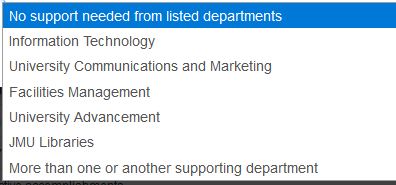 No support needed from listed departments
Information Technology
University Communications and Marketing
Facilities Management
University Advancement
JMU Libraries
More than one or another supporting department